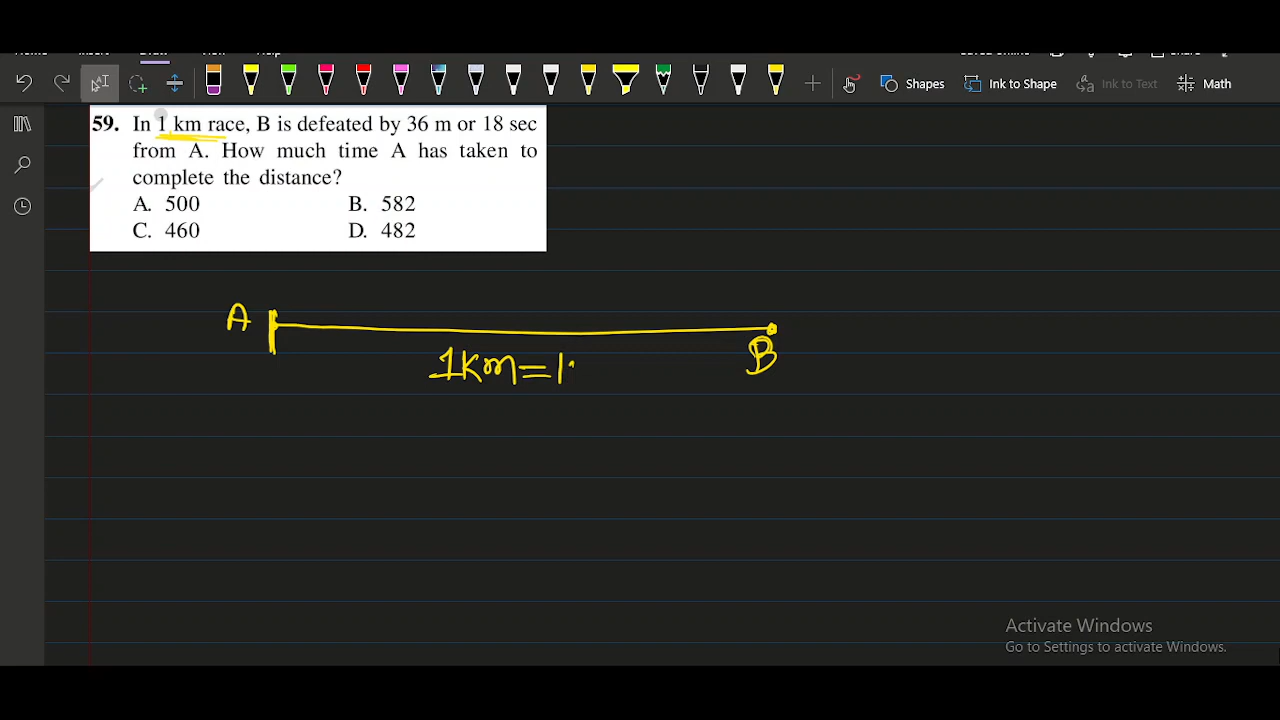 Ink to Shape
Ink to Text
Shapes
Math
59. In 1 km race, B is defeated by 36 m or 18 sec
from A. How much time A has taken to
complete the distance?
A. 500 B. 582
C. 460 D. 482
A
1km=1
B
Activate Windows
Go to Settings to activate Windows.